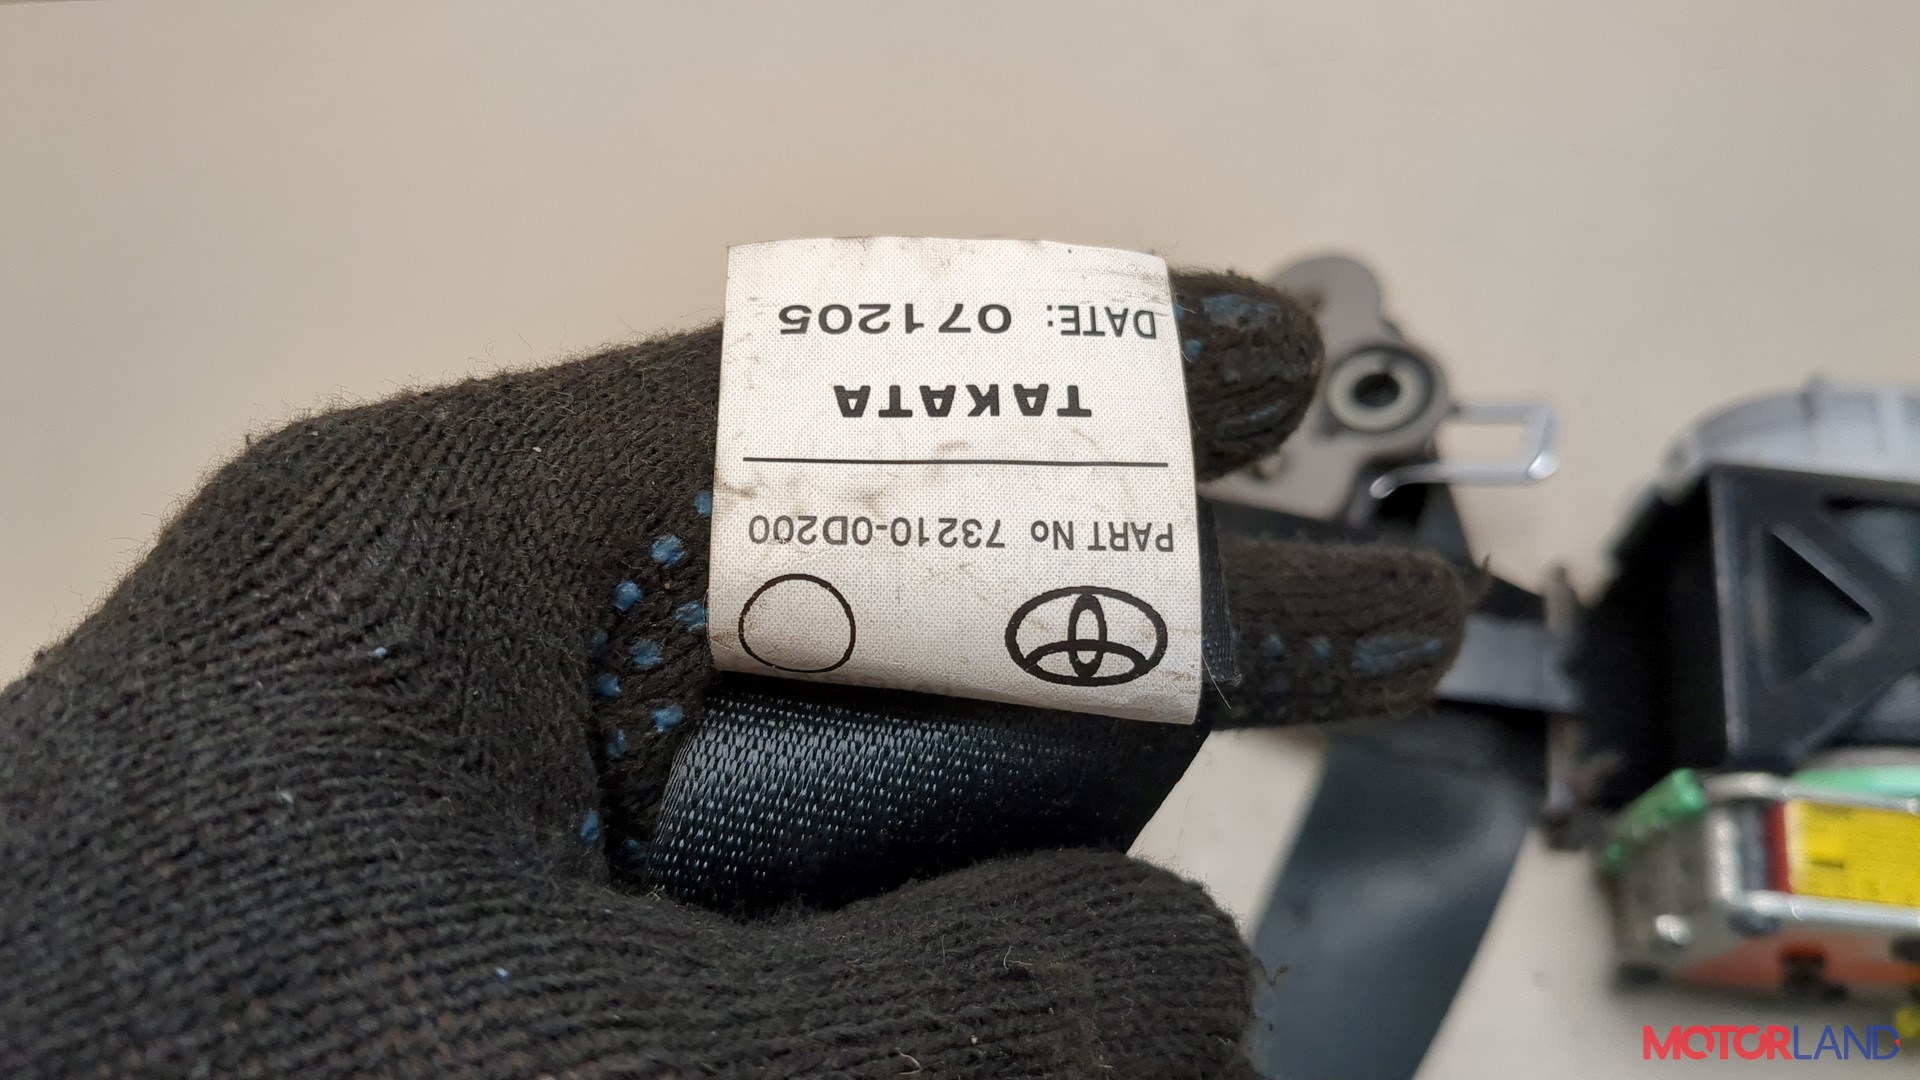 PART No 73210-0D200
TAKATA
DATE: 071205
MOTORLAND